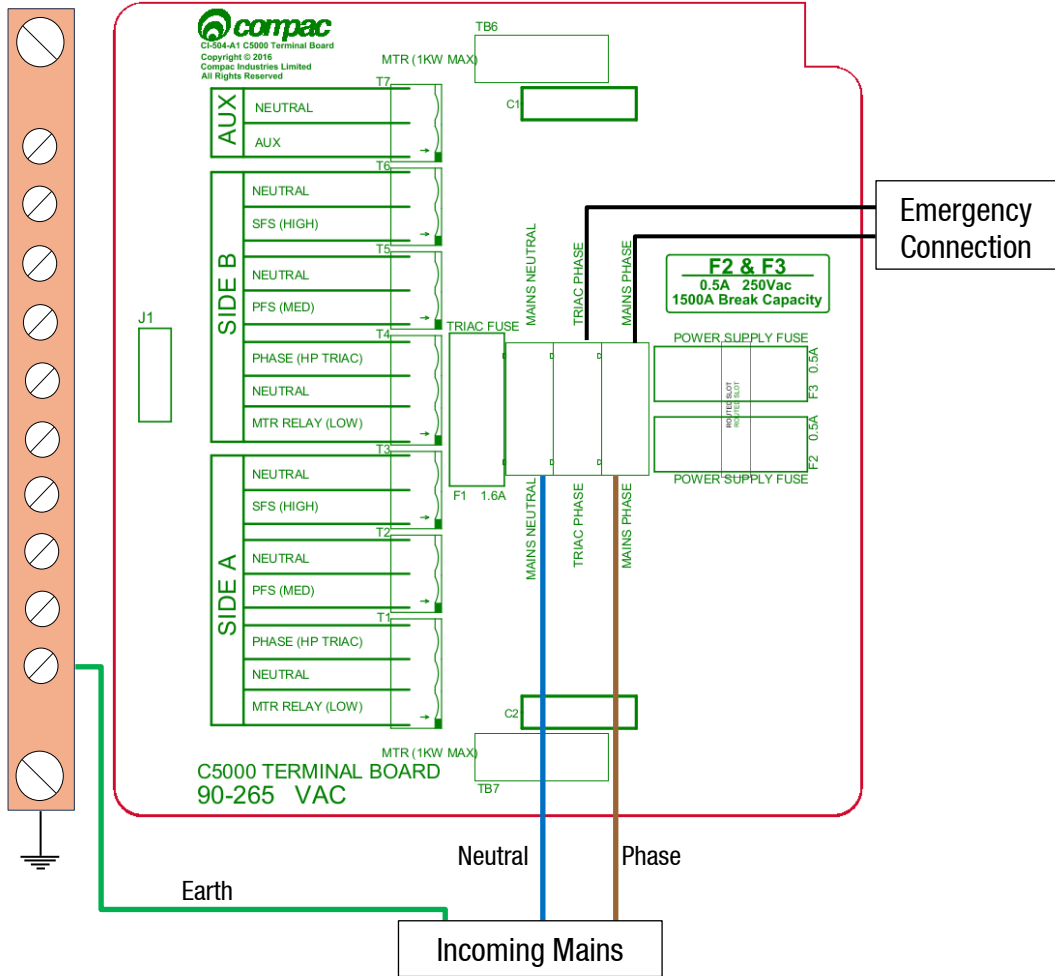 compac
CI-504-A1 C5000 Terminal Board
Copyright © 2016
Compac Industries Limited
All Rights Reserved
TB6
MTR (1KW MAX)
C1
T7
AUX
NEUTRAL
AUX
T6
SIDE B
NEUTRAL
SFS (HIGH)
T5
NEUTRAL
PFS (MED)
T4
PHASE (HP TRIAC)
NEUTRAL
MTR RELAY (LOW)
T3
SIDE A
NEUTRAL
SFS (HIGH)
T2
NEUTRAL
PFS (MED)
T1
PHASE (HP TRIAC)
NEUTRAL
MTR RELAY (LOW)
J1
TRIAC FUSE
F1 1.6A
MAINS NEUTRAL
TRIAC PHASE
MAINS PHASE
MAINS NEUTRAL
TRIAC PHASE
MAINS PHASE
Emergency
Connection
F2 & F3
0.5A 250Vac
1500A Break Capacity
POWER SUPPLY FUSE
F3 0.5A
ROUTED SLOT
ROUTED SLOT
F2 0.5A
POWER SUPPLY FUSE
C2
MTR (1KW MAX)
TB7
C5000 TERMINAL BOARD
90-265 VAC
Neutral
Phase
Earth
Incoming Mains